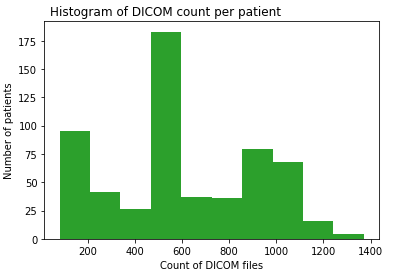 Histogram of DICOM count per patient
Number of patients
175
150
125
100
75
50
25
0
200 400 600 800 1000 1200 1400
Count of DICOM files